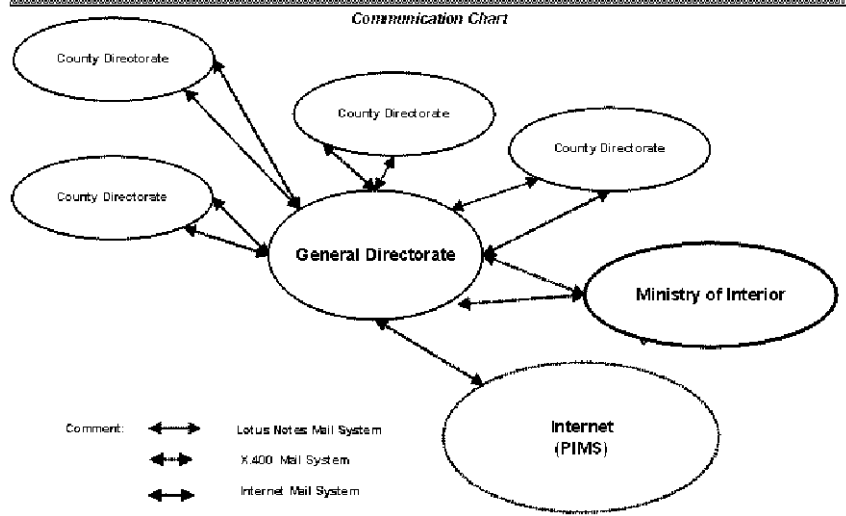 Communication Chart
County Directorate
County Directorate
County Directorate
County Directorate
General Directorate
Ministry of Interior
Internet
(PIMS)
Comment:
Lotus Notes Mail System
X.400 Mail System
Internet Mail System